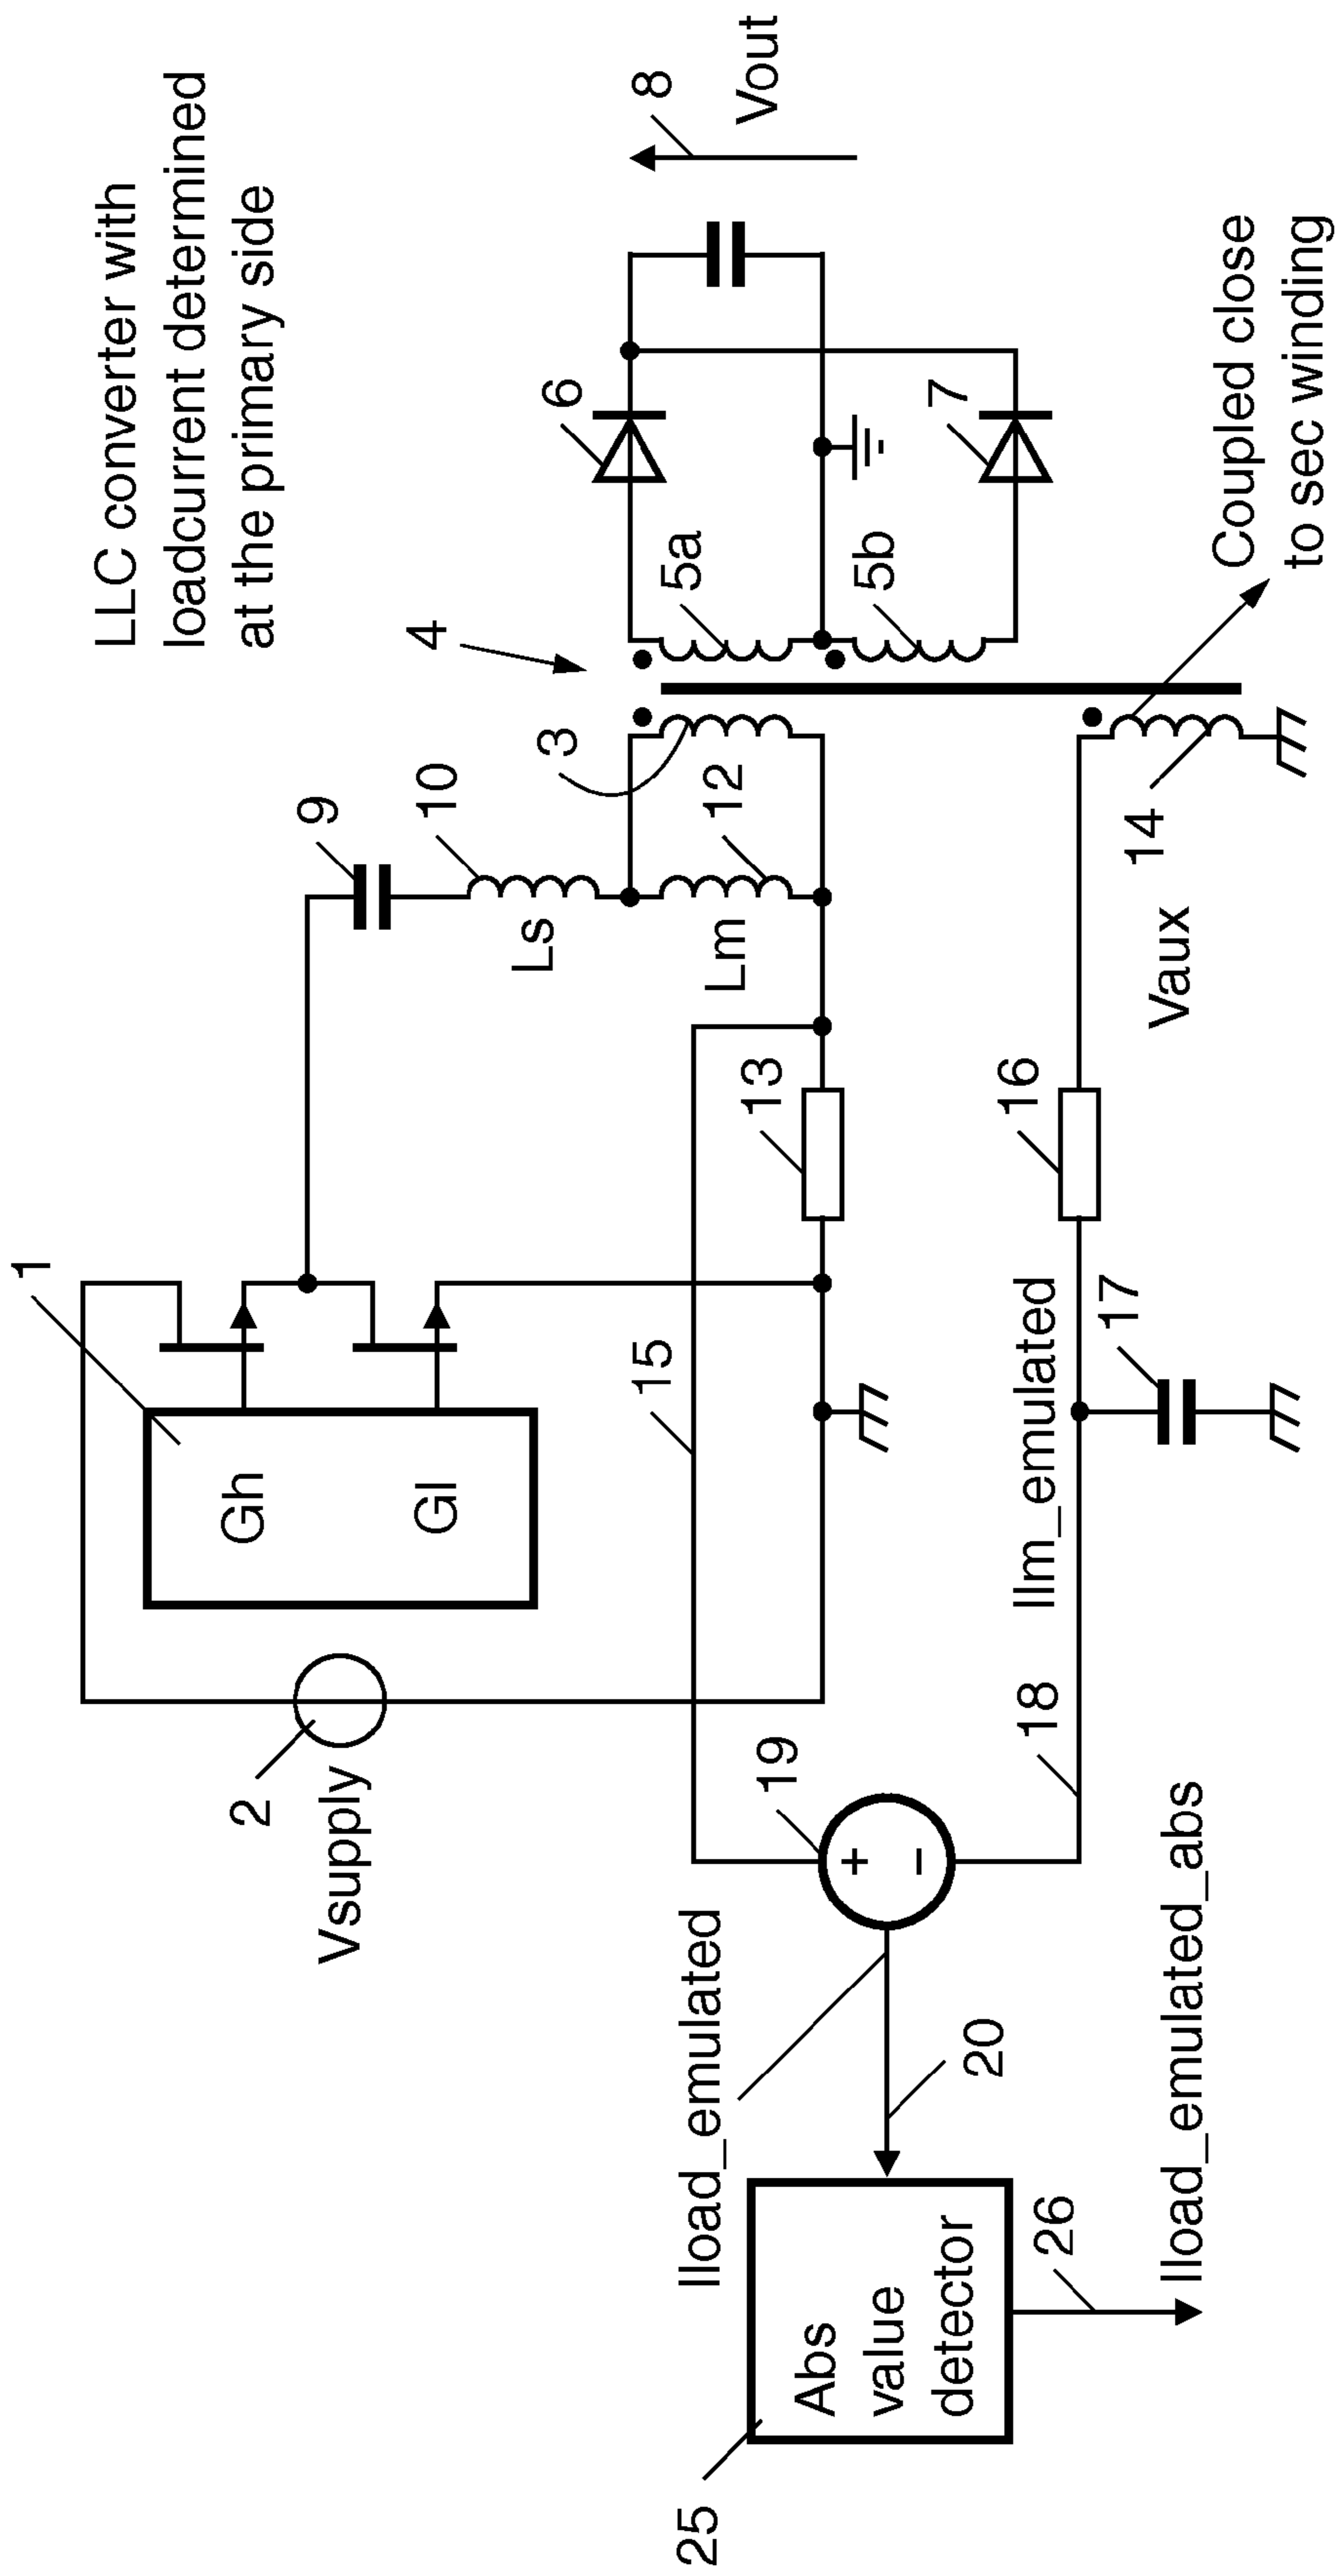 LLC converter with
loadcurrent determined
at the primary side
1
Gh
Gl
2
Vsupply
9
10
Ls
12
Lm
3
4
5a
5b
6
7
8
Vout
13
15
19
+
−
Iload_emulated
20
25
Abs
value
detector
26
Iload_emulated_abs
18
Ilm_emulated
17
16
Vaux
14
Coupled close
to sec winding